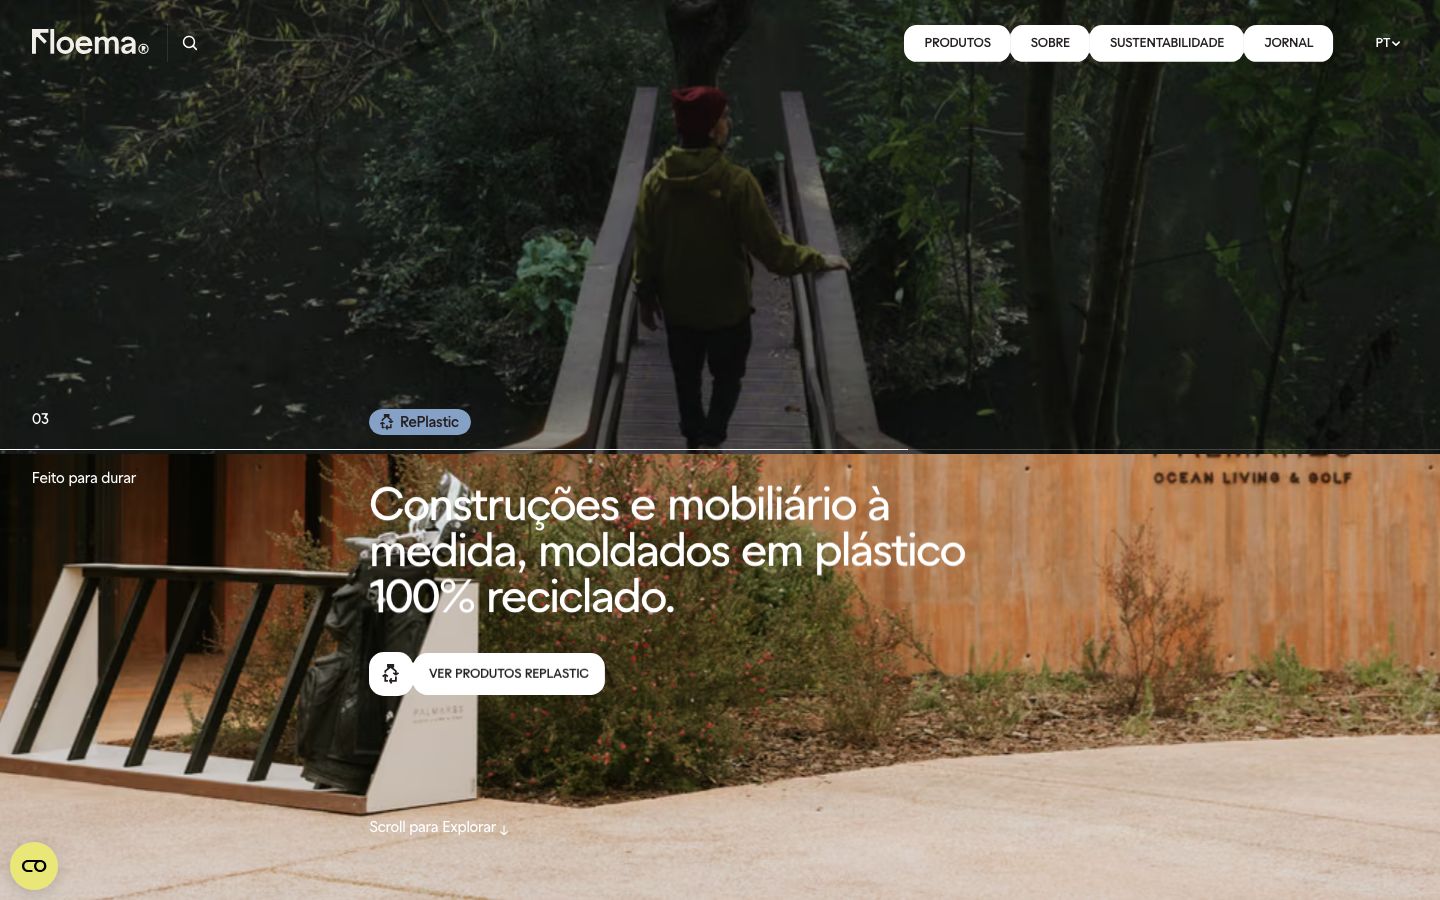 Floema®
PRODUTOS
SOBRE
SUSTENTABILIDADE
JORNAL
PT
03
RePlastic
Feito para durar
PALMARES
OCEAN LIVING & GOLF
Construções e mobiliário à
medida, moldados em plástico
100% reciclado.
VER PRODUTOS REPLASTIC
PALMARES
Scroll para Explorar ↓